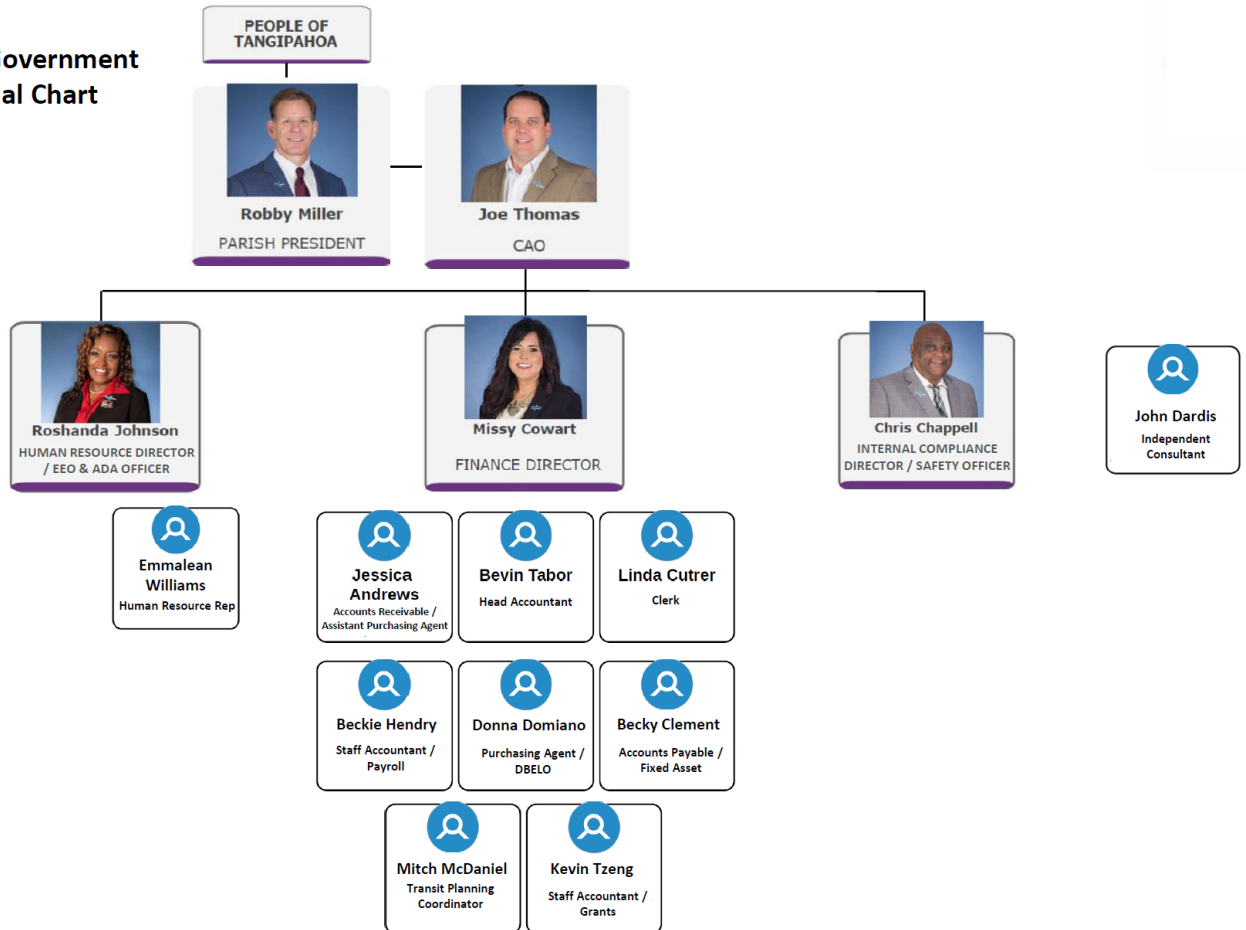 PEOPLE OF
TANGIPAHOA
Government
al Chart
Robby Miller
PARISH PRESIDENT
Joe Thomas
CAO
Roshanda Johnson
HUMAN RESOURCE DIRECTOR
/ EEO & ADA OFFICER
Missy Cowart
FINANCE DIRECTOR
Chris Chappell
INTERNAL COMPLIANCE
DIRECTOR / SAFETY OFFICER
John Dardis
Independent
Consultant
Emmalean
Williams
Human Resource Rep
Jessica
Andrews
Accounts Receivable /
Assistant Purchasing Agent
Bevin Tabor
Head Accountant
Linda Cutrer
Clerk
Beckie Hendry
Staff Accountant /
Payroll
Donna Domiano
Purchasing Agent /
DBELO
Becky Clement
Accounts Payable /
Fixed Asset
Mitch McDaniel
Transit Planning
Coordinator
Kevin Tzeng
Staff Accountant /
Grants